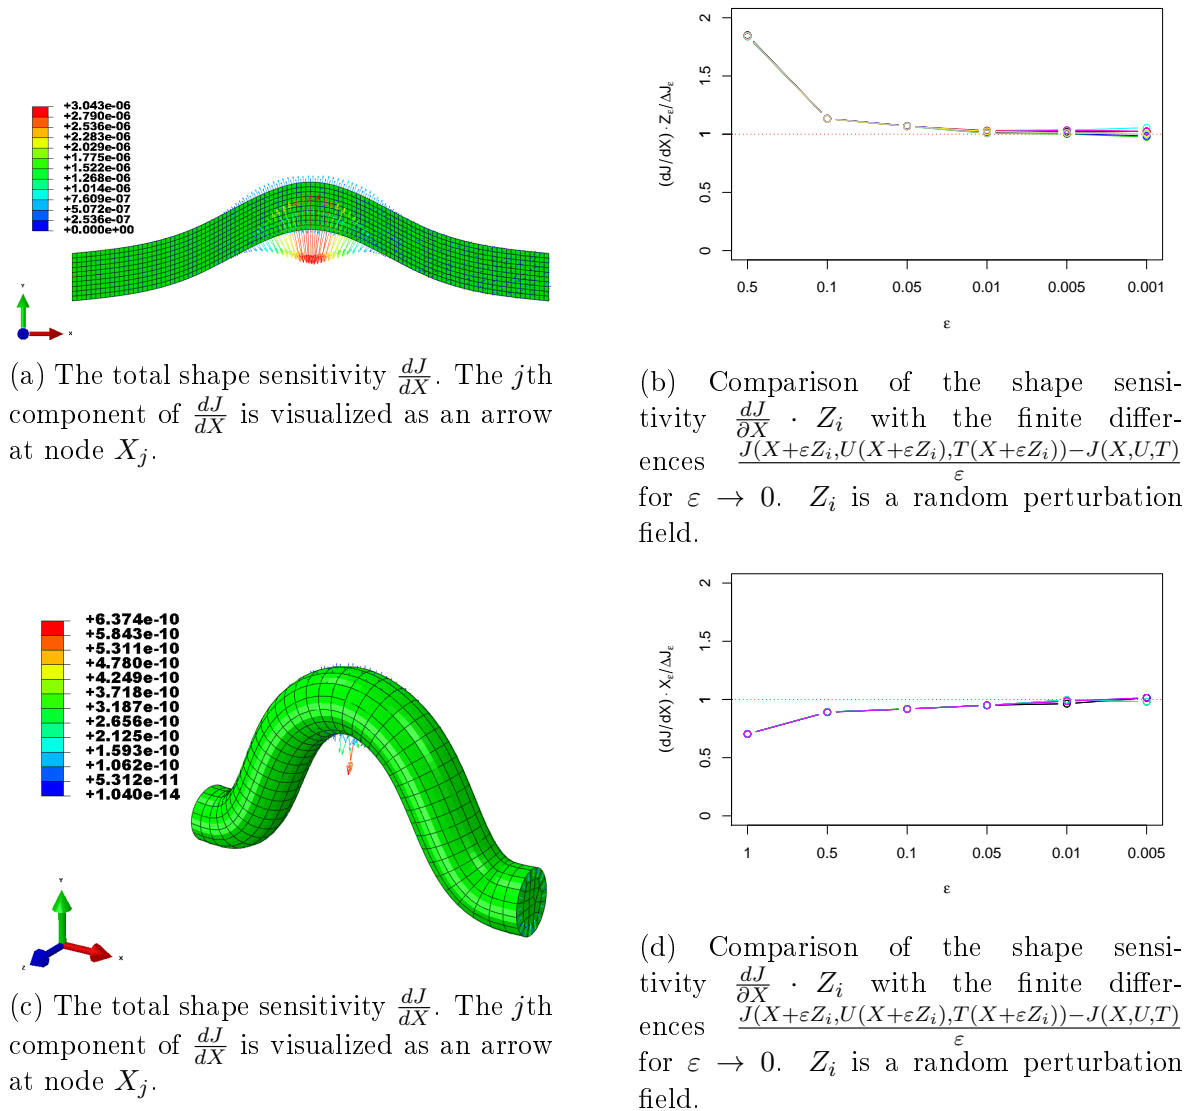 +3.043e-06
+2.790e-06
+2.536e-06
+2.283e-06
+2.029e-06
+1.775e-06
+1.522e-06
+1.268e-06
+1.014e-06
+7.609e-07
+5.072e-07
+2.536e-07
+0.000e+00
Y
X
(a) The total shape sensitivity dJ/dX. The jth
component of dJ/dX is visualized as an arrow
at node X_j.
2
1.5
1
0.5
0
(dJ/dX) · Z_ε/ΔJ_ε
0.5 0.1 0.05 0.01 0.005 0.001
ε
(b) Comparison of the shape sensi-
tivity dJ/∂X · Z_i with the finite differ-
ences J(X+εZ_i,U(X+εZ_i),T(X+εZ_i))−J(X,U,T)/ε
for ε → 0. Z_i is a random perturbation
field.
+6.374e-10
+5.843e-10
+5.311e-10
+4.780e-10
+4.249e-10
+3.718e-10
+3.187e-10
+2.656e-10
+2.125e-10
+1.593e-10
+1.062e-10
+5.312e-11
+1.040e-14
Y
Z
X
(c) The total shape sensitivity dJ/dX. The jth
component of dJ/dX is visualized as an arrow
at node X_j.
2
1.5
1
0.5
0
(dJ/dX) · X_ε/ΔJ_ε
1 0.5 0.1 0.05 0.01 0.005
ε
(d) Comparison of the shape sensi-
tivity dJ/∂X · Z_i with the finite differ-
ences J(X+εZ_i,U(X+εZ_i),T(X+εZ_i))−J(X,U,T)/ε
for ε → 0. Z_i is a random perturbation
field.